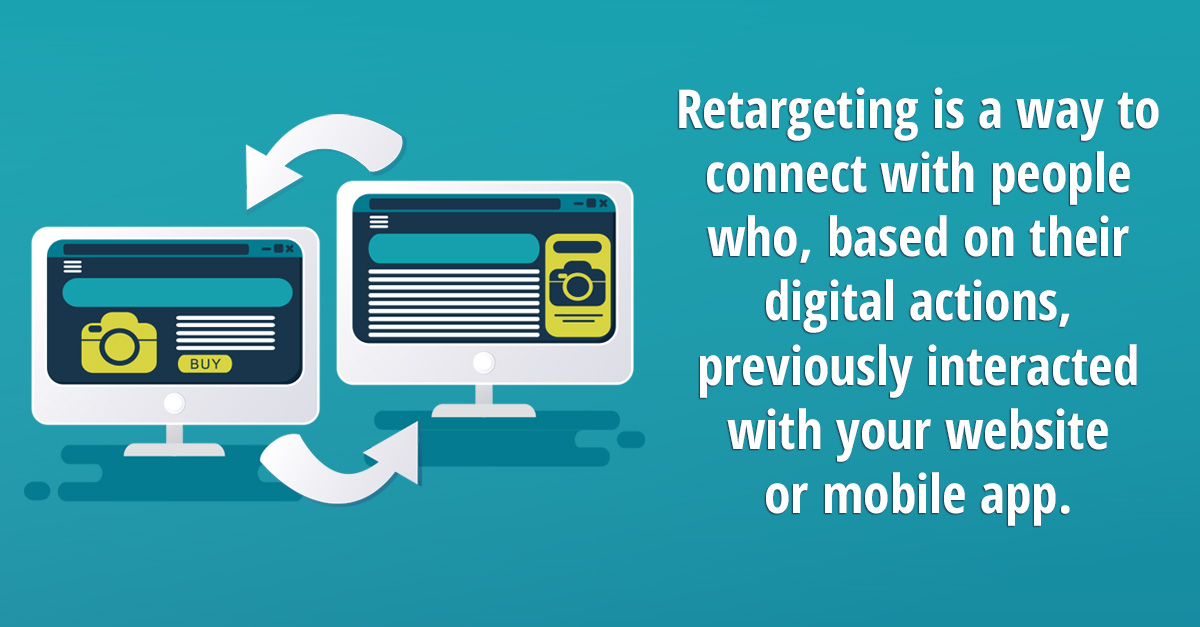 Retargeting is a way to
connect with people
who, based on their
digital actions,
previously interacted
with your website
or mobile app.
BUY